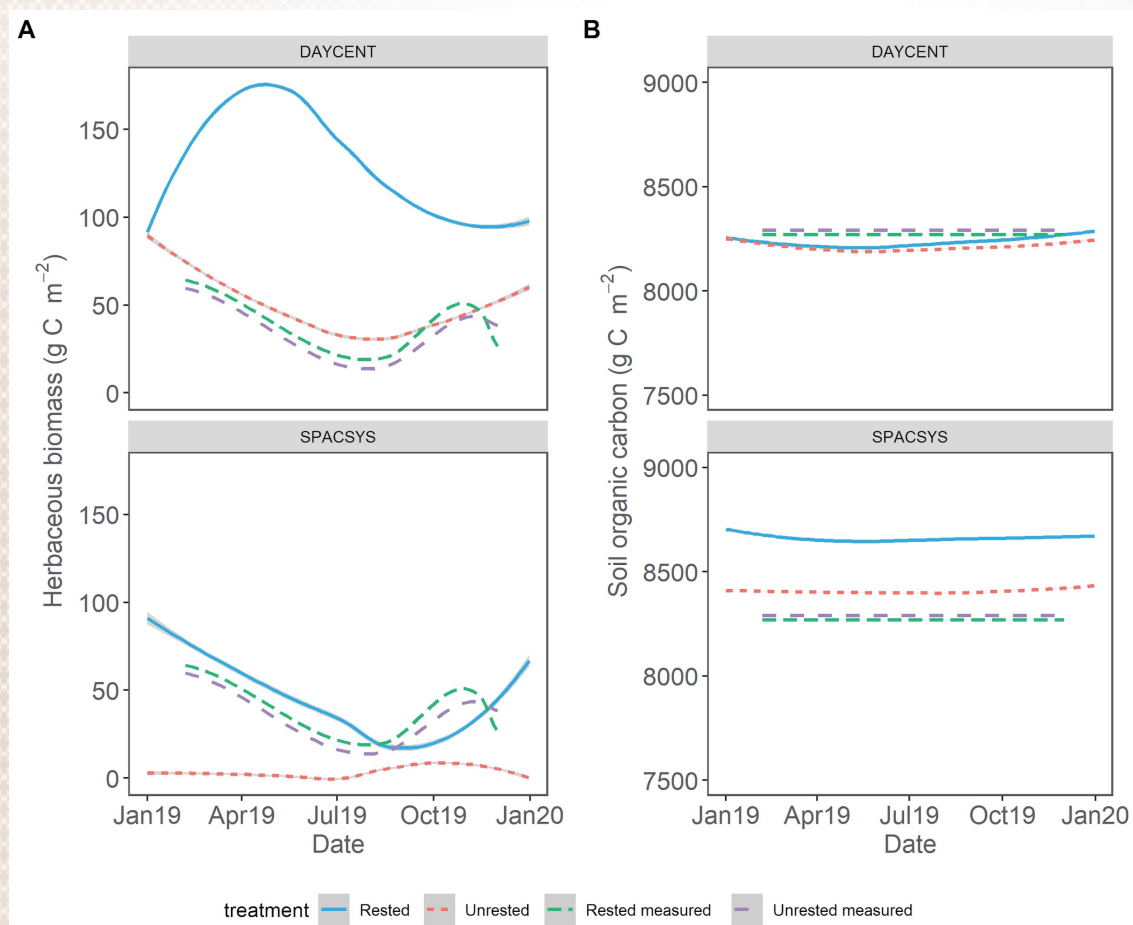 A
DAYCENT
Herbaceous biomass (g C m⁻²)
150
100
50
0
SPACSYS
150
100
50
0
Jan19 Apr19 Jul19 Oct19 Jan20
Date
B
DAYCENT
Soil organic carbon (g C m⁻²)
9000
8500
8000
7500
SPACSYS
9000
8500
8000
7500
Jan19 Apr19 Jul19 Oct19 Jan20
Date
treatment Rested Unrested Rested measured Unrested measured